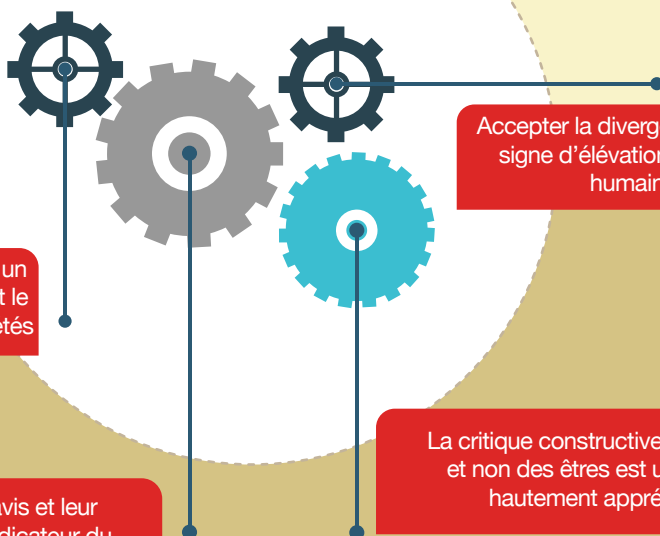 Accepter la diverg
signe d’élévation
humain
un
t le
étés
La critique constructive
et non des êtres est u
hautement appré
avis et leur
dicateur du